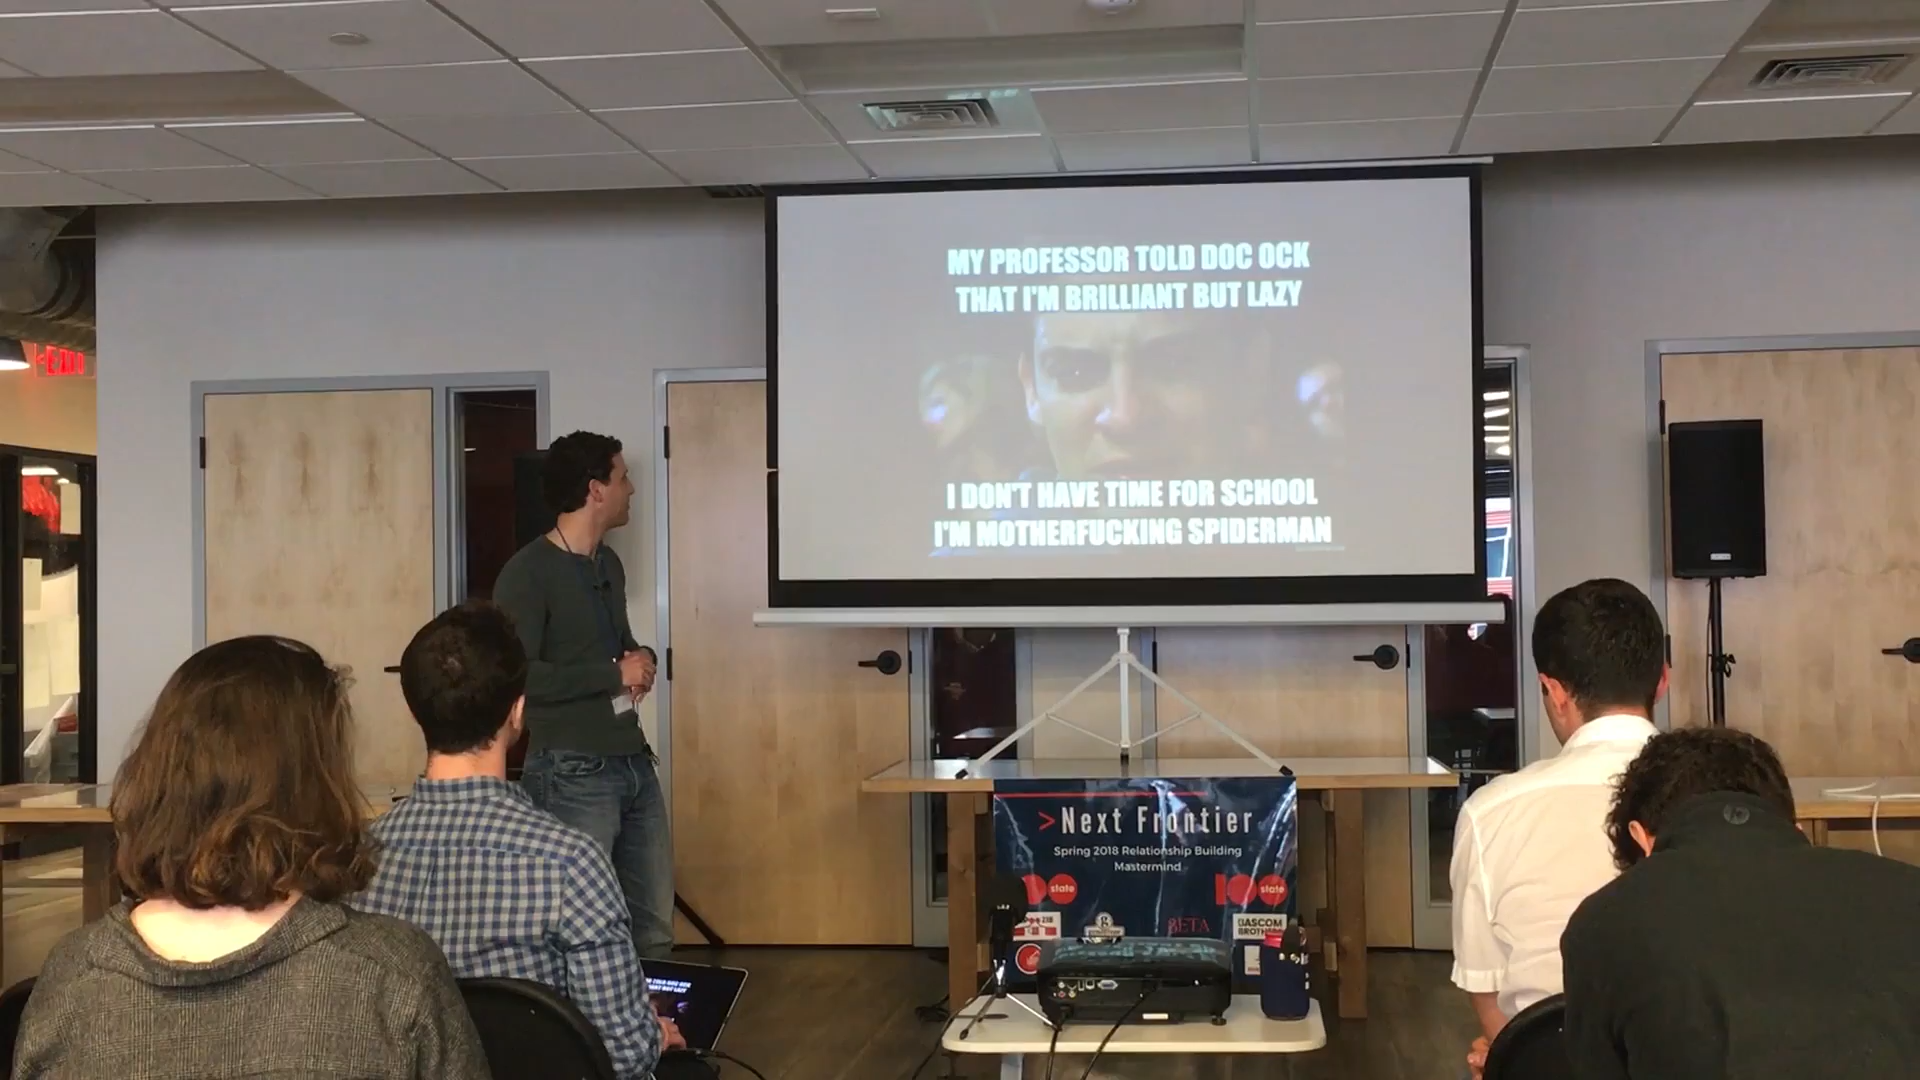 MY PROFESSOR TOLD DOC OCK
THAT I'M BRILLIANT BUT LAZY
I DON'T HAVE TIME FOR SCHOOL
I'M MOTHERFUCKING SPIDERMAN
EXIT
>Next Frontier
Spring 2018 Relationship Building
Mastermind
state
100 state
BETA
BASCOM